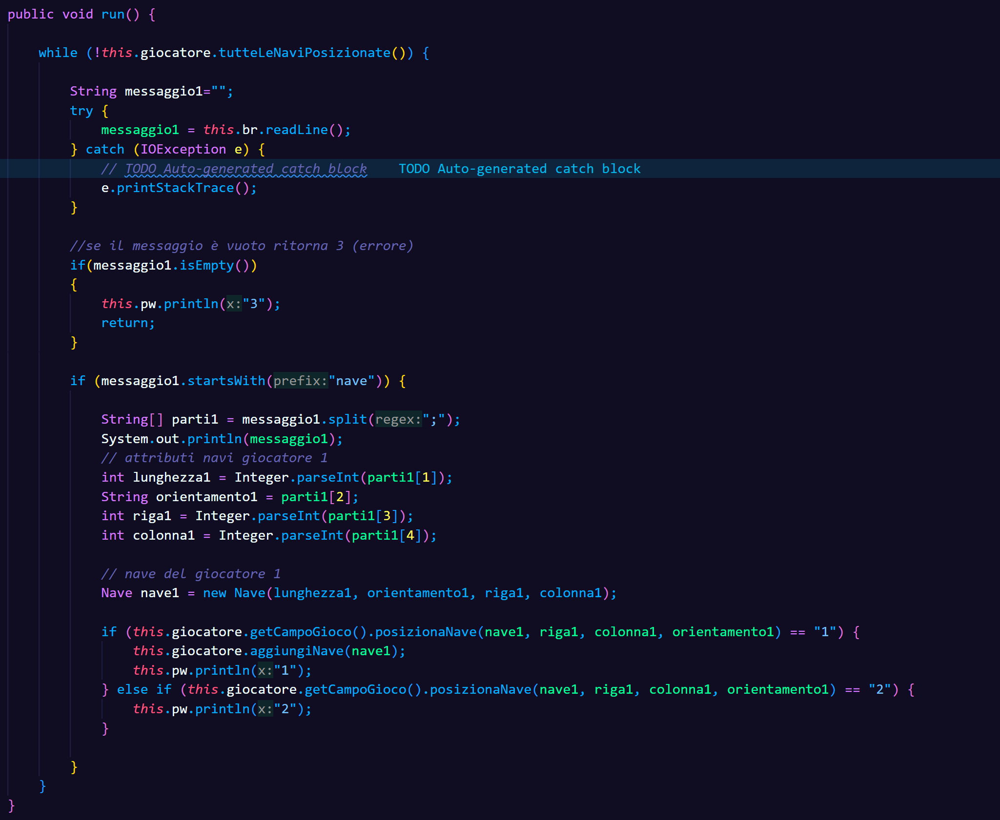 public void run() {
while (!this.giocatore.tutteLeNaviPosizionate()) {
String messaggio1="";
try {
messaggio1 = this.br.readLine();
} catch (IOException e) {
// TODO Auto-generated catch block TODO Auto-generated catch block
e.printStackTrace();
}
//se il messaggio è vuoto ritorna 3 (errore)
if(messaggio1.isEmpty())
{
this.pw.println(x:"3");
return;
}
if (messaggio1.startsWith(prefix:"nave")) {
String[] parti1 = messaggio1.split(regex:";");
System.out.println(messaggio1);
// attributi navi giocatore 1
int lunghezza1 = Integer.parseInt(parti1[1]);
String orientamento1 = parti1[2];
int riga1 = Integer.parseInt(parti1[3]);
int colonna1 = Integer.parseInt(parti1[4]);
// nave del giocatore 1
Nave nave1 = new Nave(lunghezza1, orientamento1, riga1, colonna1);
if (this.giocatore.getCampoGioco().posizionaNave(nave1, riga1, colonna1, orientamento1) == "1") {
this.giocatore.aggiungiNave(nave1);
this.pw.println(x:"1");
} else if (this.giocatore.getCampoGioco().posizionaNave(nave1, riga1, colonna1, orientamento1) == "2") {
this.pw.println(x:"2");
}
}
}
}